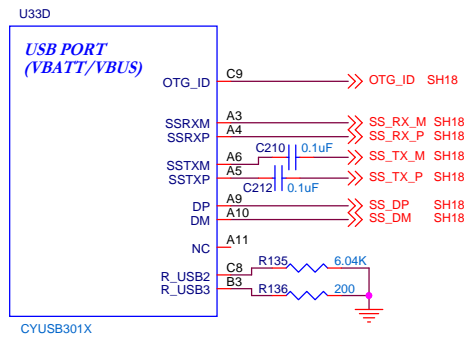 U33D
USB PORT
(VBATT/VBUS)
OTG_ID C9 OTG_ID SH18
SSRXM A3 SS_RX_M SH18
SSRXP A4 SS_RX_P SH18
SSTXM A6 C210 0.1uF SS_TX_M SH18
SSTXP A5 C212 0.1uF SS_TX_P SH18
DP A9 SS_DP SH18
DM A10 SS_DM SH18
NC A11
R_USB2 C8 R135 6.04K
R_USB3 B3 R136 200
CYUSB301X